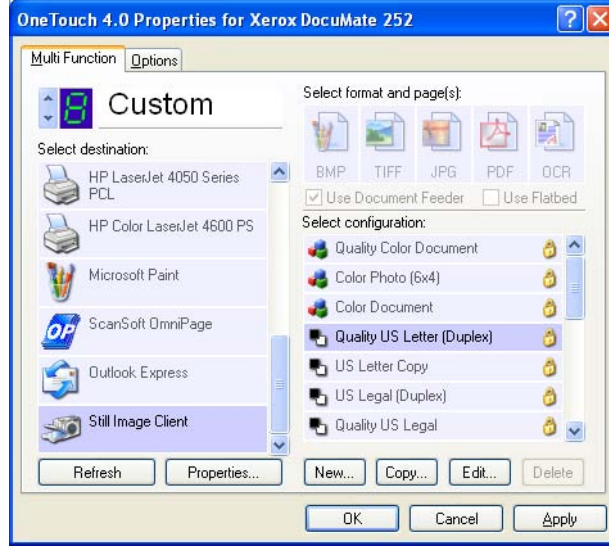 OneTouch 4.0 Properties for Xerox DocuMate 252
Multi Function
Options
8
Custom
Select destination:
HP LaserJet 4050 Series
PCL
HP Color LaserJet 4600 PS
Microsoft Paint
OP
ScanSoft OmniPage
Outlook Express
Still Image Client
Refresh
Properties...
Select format and page(s):
BMP TIFF JPG PDF OCR
Use Document Feeder
Use Flatbed
Select configuration:
Quality Color Document
Color Photo (6x4)
Color Document
Quality US Letter (Duplex)
US Letter Copy
US Legal (Duplex)
Quality US Legal
New...
Copy...
Edit...
Delete
OK
Cancel
Apply